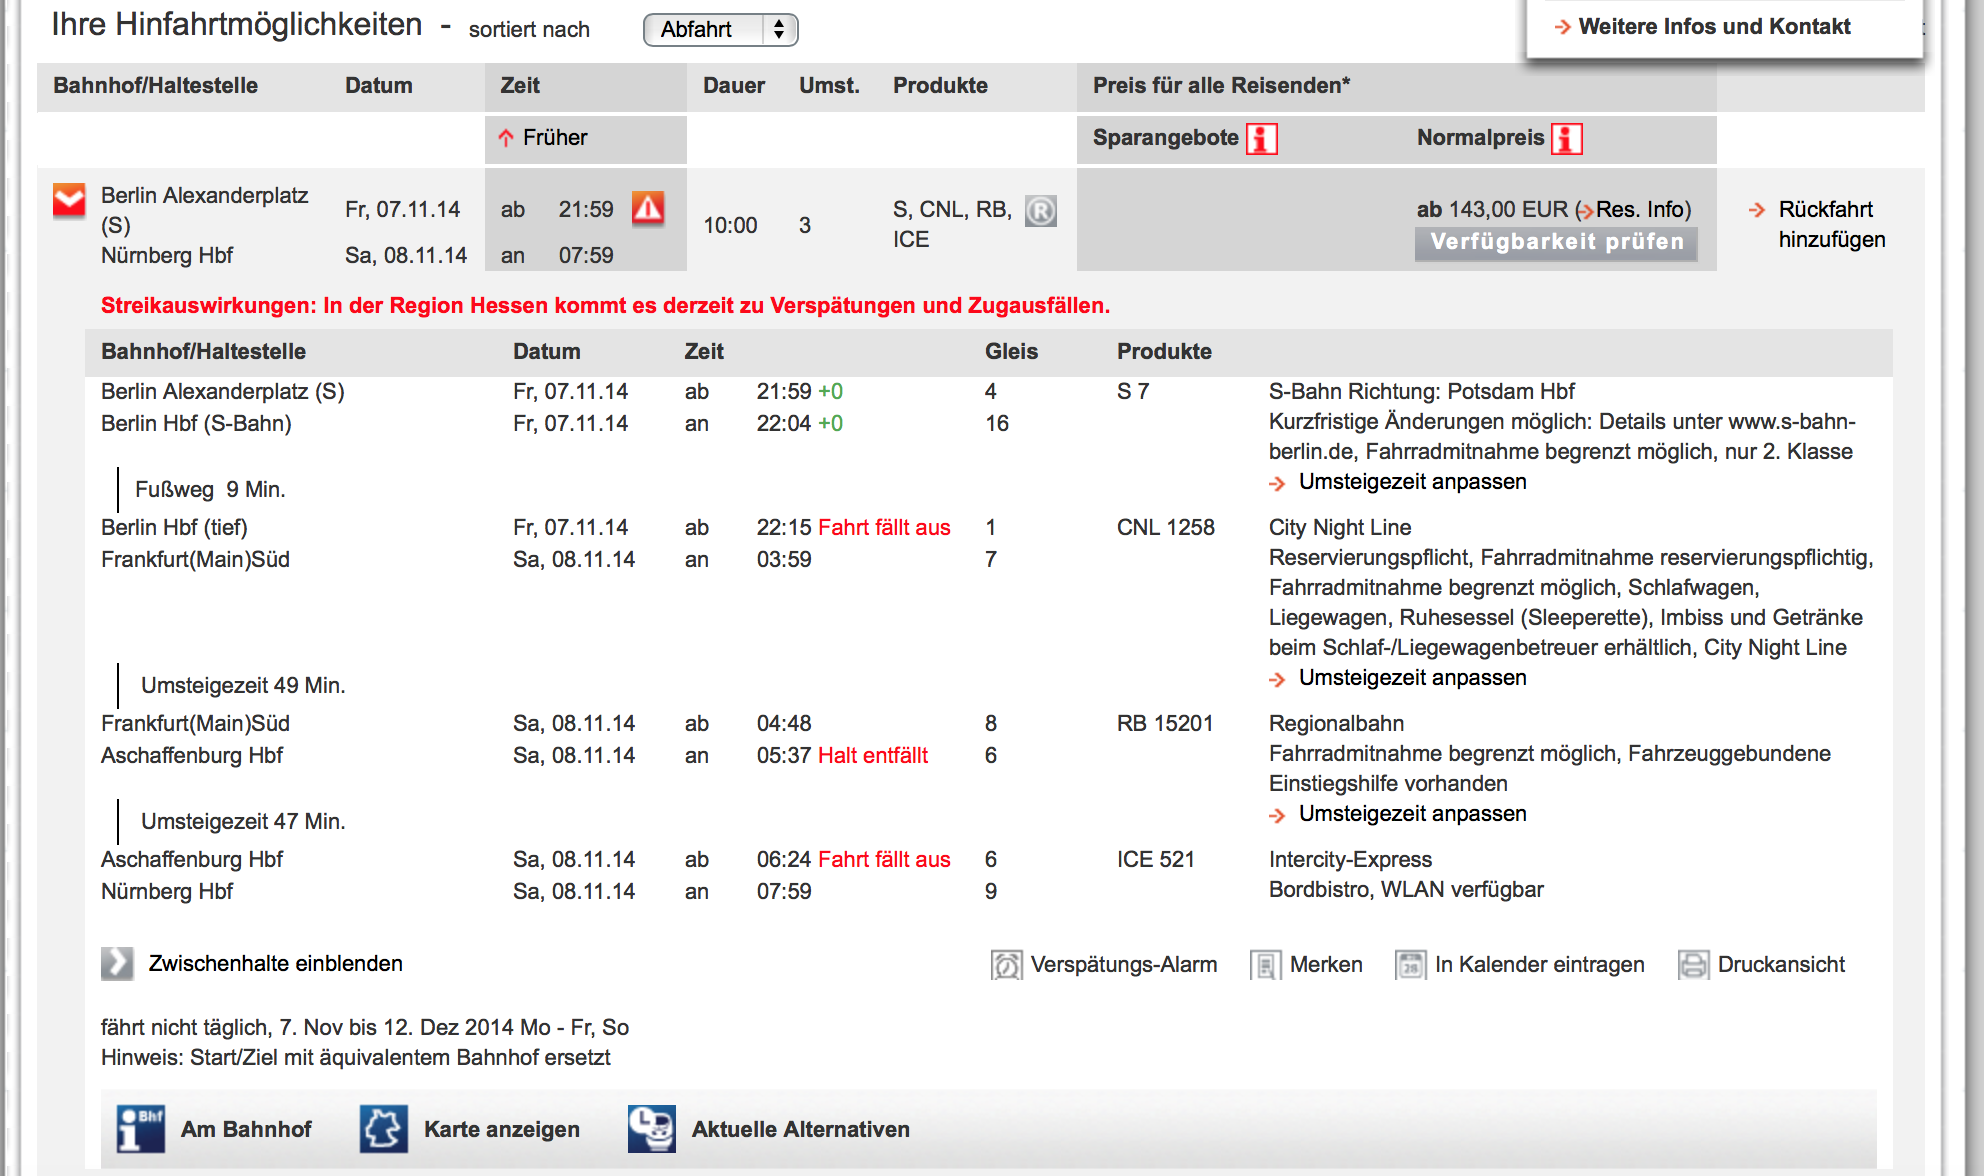 Ihre Hinfahrtmöglichkeiten - sortiert nach Abfahrt
Weitere Infos und Kontakt
Bahnhof/Haltestelle Datum Zeit Dauer Umst. Produkte Preis für alle Reisenden*
Früher Sparangebote Normalpreis
Berlin Alexanderplatz (S) Fr, 07.11.14 ab 21:59 10:00 3 S, CNL, RB, ICE ® ab 143,00 EUR (Res. Info) Rückfahrt hinzufügen
Nürnberg Hbf Sa, 08.11.14 an 07:59 Verfügbarkeit prüfen
Streikauswirkungen: In der Region Hessen kommt es derzeit zu Verspätungen und Zugausfällen.
Bahnhof/Haltestelle Datum Zeit Gleis Produkte
Berlin Alexanderplatz (S) Fr, 07.11.14 ab 21:59 +0 4 S 7 S-Bahn Richtung: Potsdam Hbf
Berlin Hbf (S-Bahn) Fr, 07.11.14 an 22:04 +0 16 Kurzfristige Änderungen möglich: Details unter www.s-bahn-
berlin.de, Fahrradmitnahme begrenzt möglich, nur 2. Klasse
Umsteigezeit anpassen
Fußweg 9 Min.
Berlin Hbf (tief) Fr, 07.11.14 ab 22:15 Fahrt fällt aus 1 CNL 1258 City Night Line
Frankfurt(Main)Süd Sa, 08.11.14 an 03:59 7 Reservierungspflicht, Fahrradmitnahme reservierungspflichtig,
Fahrradmitnahme begrenzt möglich, Schlafwagen,
Liegewagen, Ruhesessel (Sleeperette), Imbiss und Getränke
beim Schlaf-/Liegewagenbetreuer erhältlich, City Night Line
Umsteigezeit anpassen
Umsteigezeit 49 Min.
Frankfurt(Main)Süd Sa, 08.11.14 ab 04:48 8 RB 15201 Regionalbahn
Aschaffenburg Hbf Sa, 08.11.14 an 05:37 Halt entfällt 6 Fahrradmitnahme begrenzt möglich, Fahrzeuggebundene
Einstiegshilfe vorhanden
Umsteigezeit anpassen
Umsteigezeit 47 Min.
Aschaffenburg Hbf Sa, 08.11.14 ab 06:24 Fahrt fällt aus 6 ICE 521 Intercity-Express
Nürnberg Hbf Sa, 08.11.14 an 07:59 9 Bordbistro, WLAN verfügbar
Zwischenhalte einblenden Verspätungs-Alarm Merken 28 In Kalender eintragen Druckansicht
fährt nicht täglich, 7. Nov bis 12. Dez 2014 Mo - Fr, So
Hinweis: Start/Ziel mit äquivalentem Bahnhof ersetzt
Bhf Am Bahnhof Karte anzeigen Aktuelle Alternativen